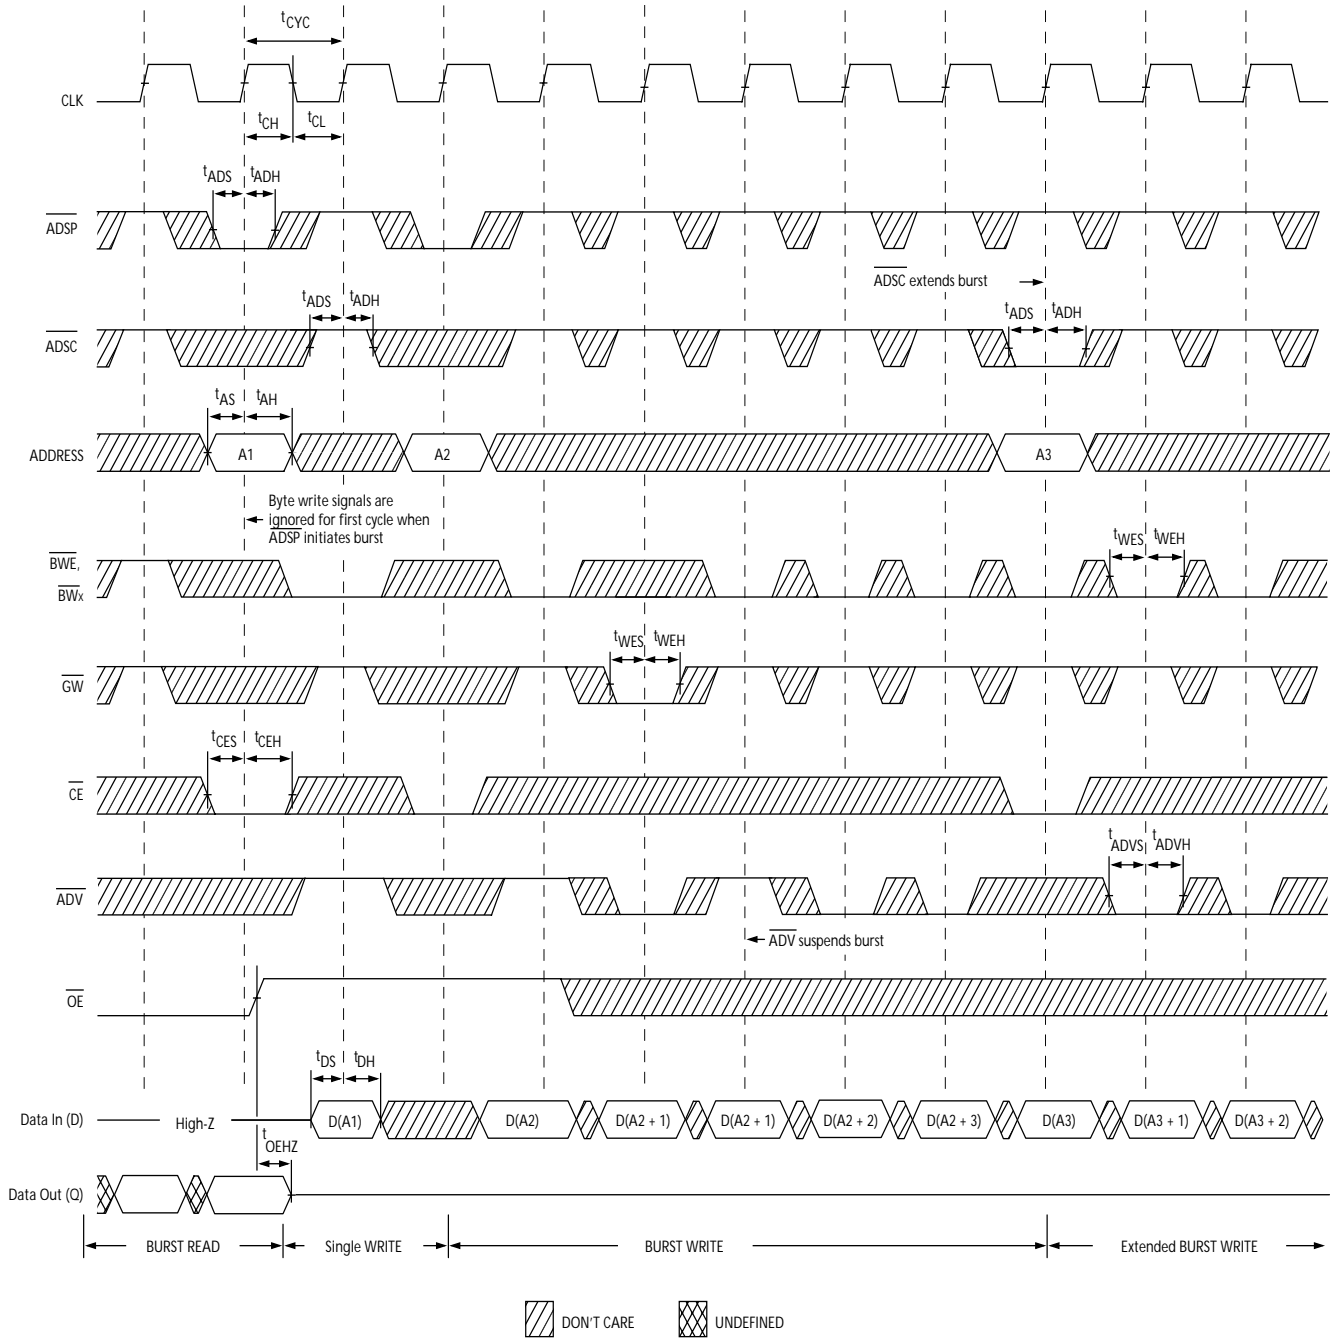 tCYC
CLK
tCH
tCL
tADS
tADH
ADSP
ADSC extends burst
tADS
tADH
tADS
tADH
ADSC
tAS
tAH
ADDRESS
A1
A2
A3
Byte write signals are
ignored for first cycle when
ADSP initiates burst
tWES
tWEH
BWE,
BWx
tWES
tWEH
GW
tCES
tCEH
CE
tADVS
tADVH
ADV
ADV suspends burst
OE
tDS
tDH
Data In (D)
High-Z
D(A1)
D(A2)
D(A2 + 1)
D(A2 + 1)
D(A2 + 2)
D(A2 + 3)
D(A3)
D(A3 + 1)
D(A3 + 2)
tOEHZ
Data Out (Q)
BURST READ
Single WRITE
BURST WRITE
Extended BURST WRITE
DON'T CARE
UNDEFINED